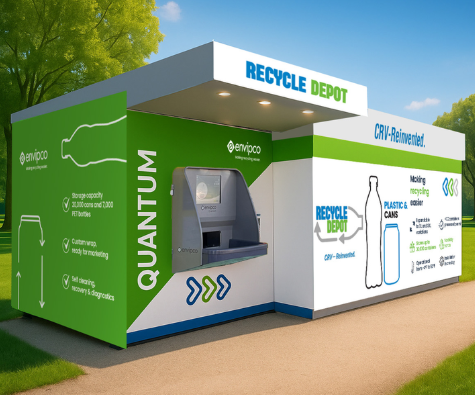 RECYCLE DEPOT
CRV-Reinvented.
envipco
envipco
QUANTUM
Storage capacity
20,000 cans and 7,000
PET Bottles
Custom wrap,
ready for marketing
Self cleaning,
recovery & diagnostics
Making
recycling
easier
RECYCLE
DEPOT
CRV - Reinvented.
PLASTIC &
CANS